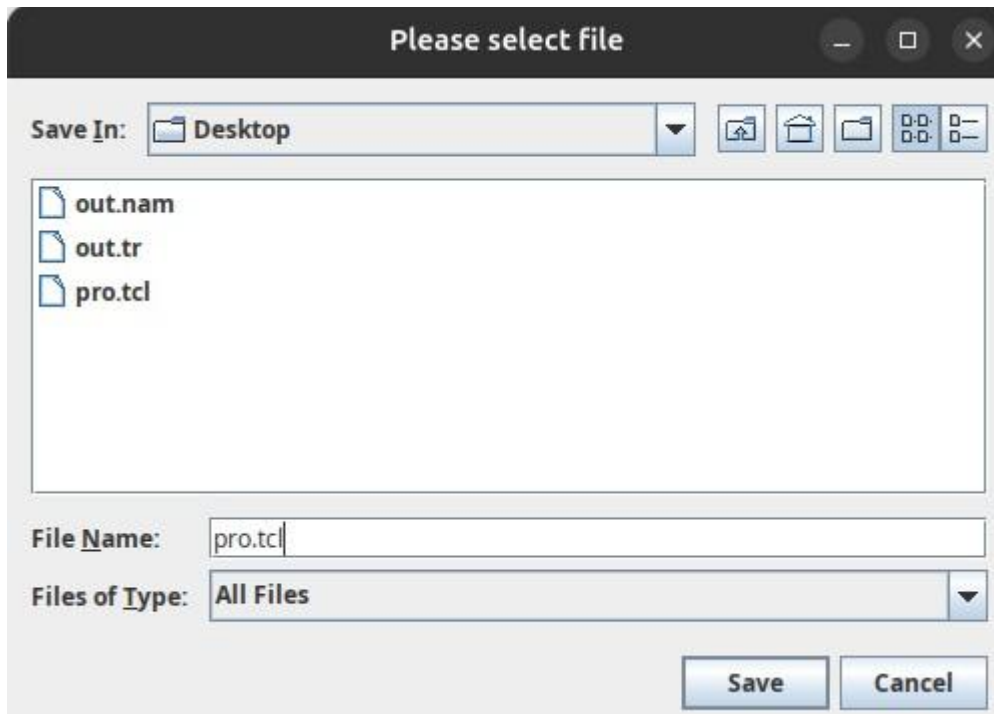 Please select file
Save In: Desktop
out.nam
out.tr
pro.tcl
File Name: pro.tcl
Files of Type: All Files
Save Cancel